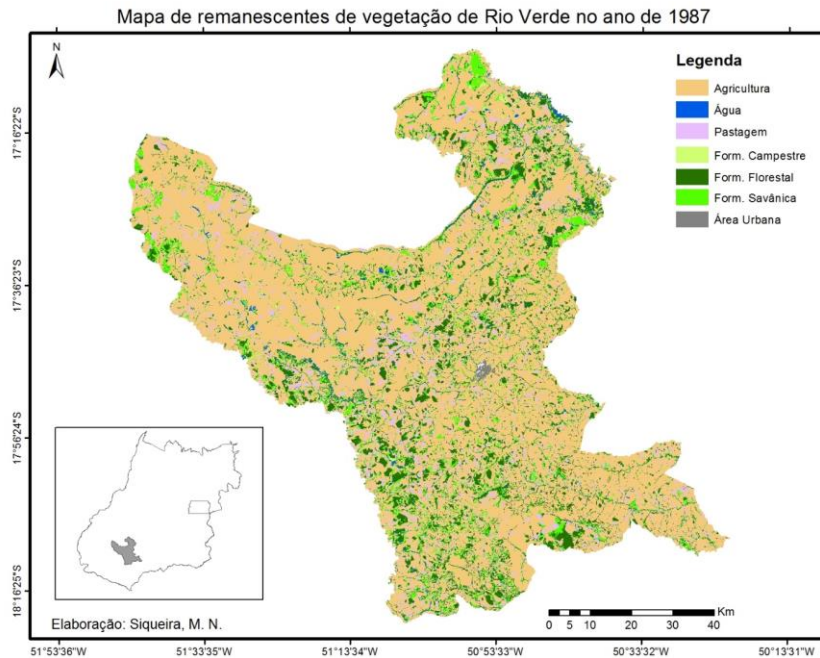 Mapa de remanescentes de vegetação de Rio Verde no ano de 1987
N
Legenda
Agricultura
Água
Pastagem
Form. Campestre
Form. Florestal
Form. Savânica
Área Urbana
17°16'22"S
17°36'23"S
17°56'24"S
18°16'25"S
Elaboração: Siqueira, M. N.
Km
0 5 10 20 30 40
51°53'36"W 51°33'35"W 51°13'34"W 50°53'33"W 50°33'32"W 50°13'31"W